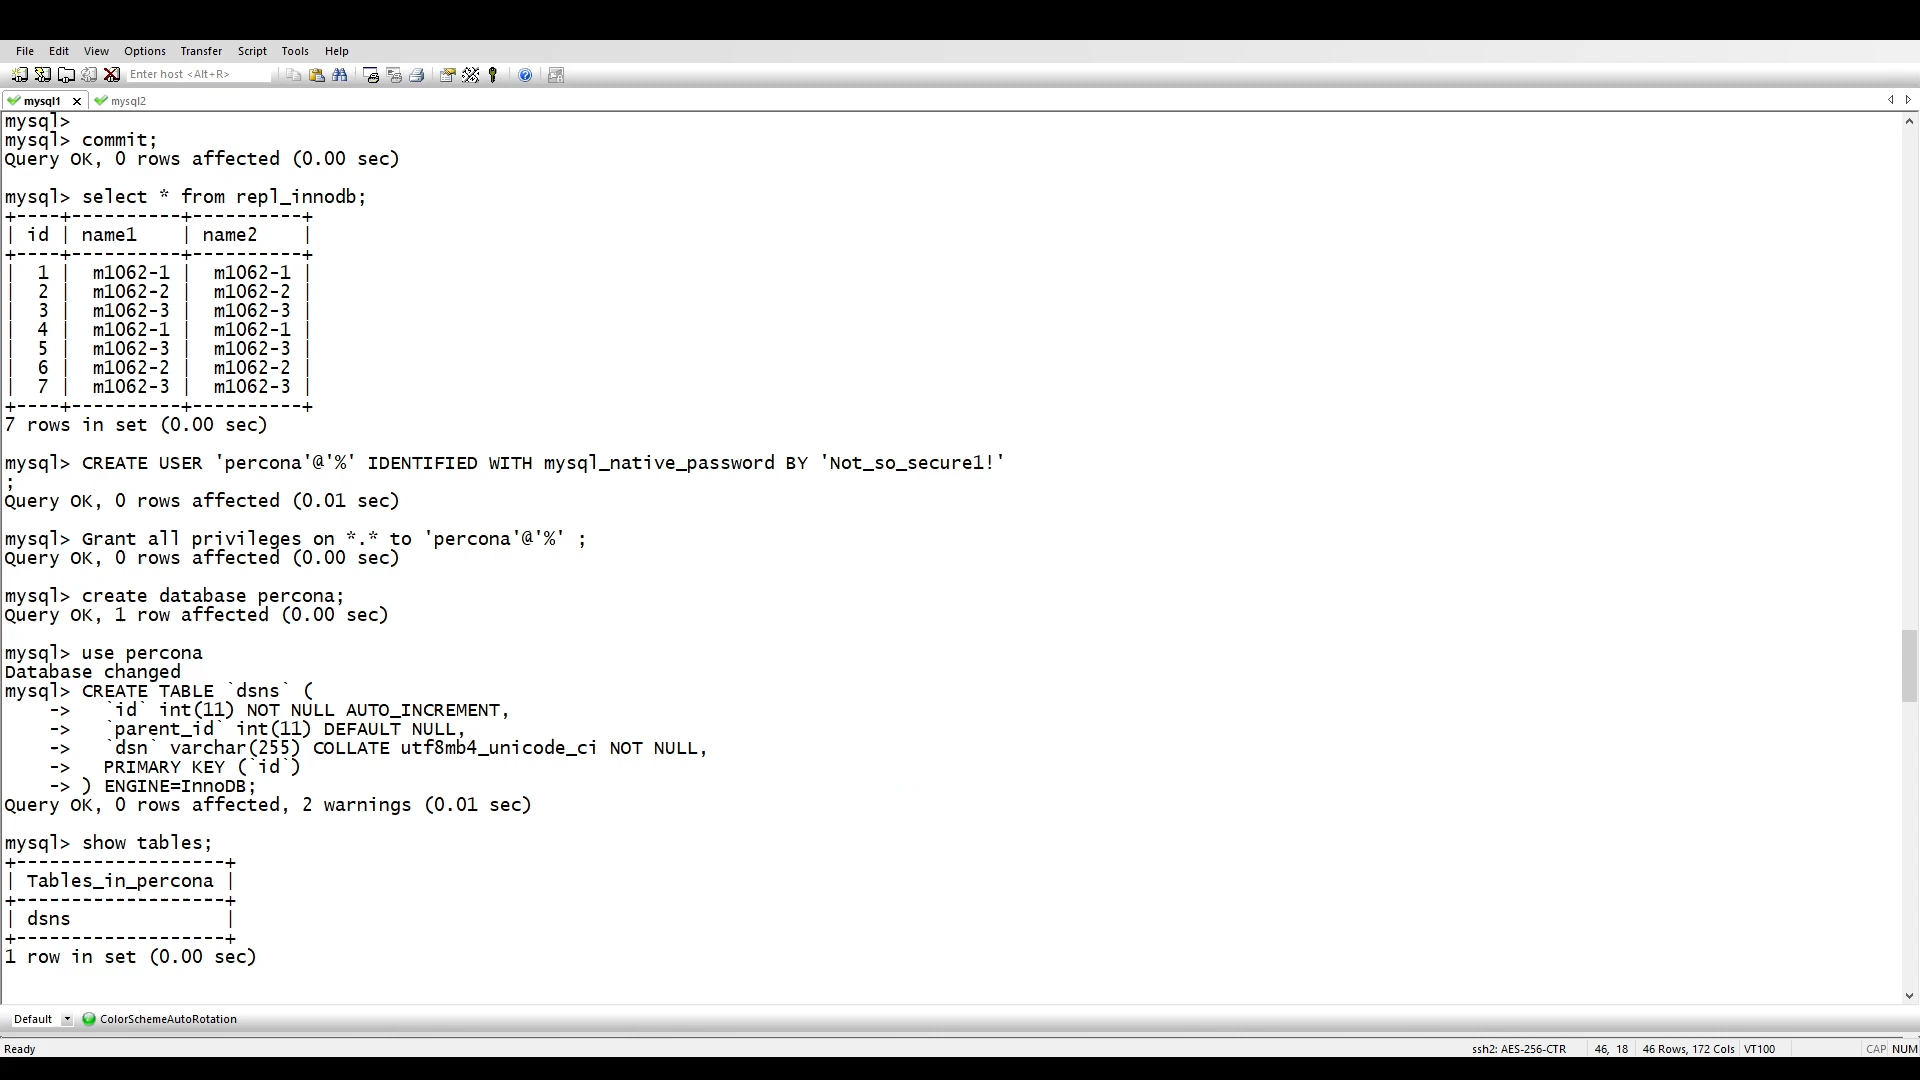 File Edit View Options Transfer Script Tools Help
Enter host <Alt+R>
mysql1 mysql2
mysql>
mysql> commit;
Query OK, 0 rows affected (0.00 sec)
mysql> select * from repl_innodb;
+----+----------+----------+
| id | name1    | name2    |
+----+----------+----------+
|  1 |  m1062-1 |  m1062-1 |
|  2 |  m1062-2 |  m1062-2 |
|  3 |  m1062-3 |  m1062-3 |
|  4 |  m1062-1 |  m1062-1 |
|  5 |  m1062-3 |  m1062-3 |
|  6 |  m1062-2 |  m1062-2 |
|  7 |  m1062-3 |  m1062-3 |
+----+----------+----------+
7 rows in set (0.00 sec)
mysql> CREATE USER 'percona'@'%' IDENTIFIED WITH mysql_native_password BY 'Not_so_secure1!'
;
Query OK, 0 rows affected (0.01 sec)
mysql> Grant all privileges on *.* to 'percona'@'%' ;
Query OK, 0 rows affected (0.00 sec)
mysql> create database percona;
Query OK, 1 row affected (0.00 sec)
mysql> use percona
Database changed
mysql> CREATE TABLE `dsns` (
    ->   `id` int(11) NOT NULL AUTO_INCREMENT,
    ->   `parent_id` int(11) DEFAULT NULL,
    ->   `dsn` varchar(255) COLLATE utf8mb4_unicode_ci NOT NULL,
    ->   PRIMARY KEY (`id`)
    -> ) ENGINE=InnoDB;
Query OK, 0 rows affected, 2 warnings (0.01 sec)
mysql> show tables;
+-------------------+
| Tables_in_percona |
+-------------------+
| dsns              |
+-------------------+
1 row in set (0.00 sec)
Default ColorSchemeAutoRotation
Ready ssh2: AES-256-CTR 46, 18 46 Rows, 172 Cols VT100 CAP NUM